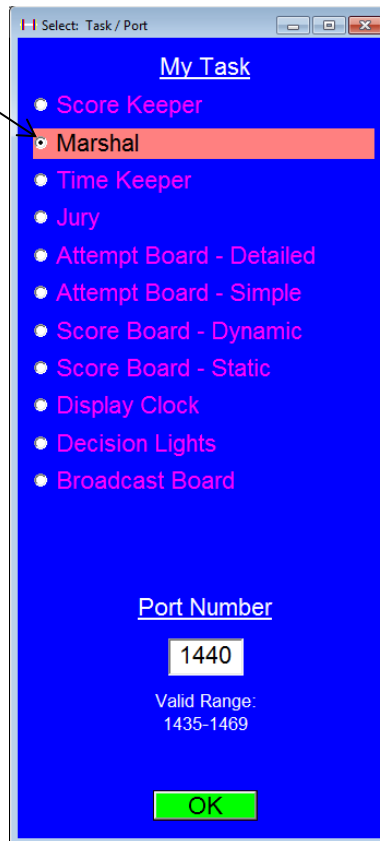 Select: Task / Port
My Task
Score Keeper
Marshal
Time Keeper
Jury
Attempt Board - Detailed
Attempt Board - Simple
Score Board - Dynamic
Score Board - Static
Display Clock
Decision Lights
Broadcast Board
Port Number
1440
Valid Range:
1435-1469
OK